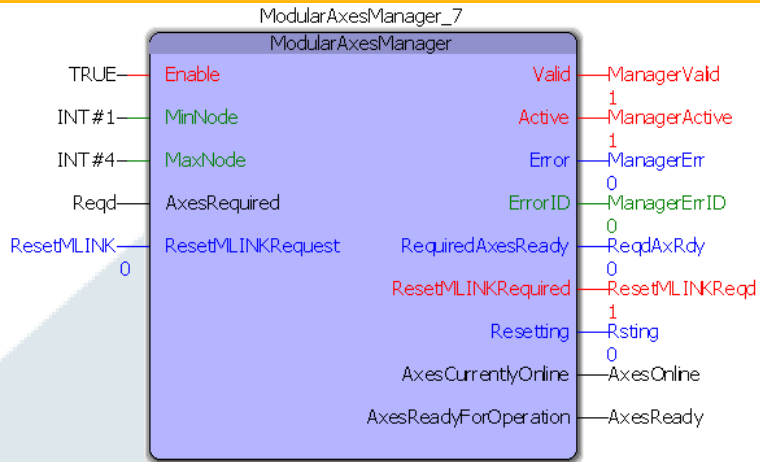 ModularAxesManager_7
ModularAxesManager
TRUE Enable Valid ManagerValid
1
INT#1 MinNode Active ManagerActive
1
INT#4 MaxNode Error ManagerErr
0
Reqd AxesRequired ErrorID ManagerErrID
0
ResetMLINK ResetMLINKRequest RequiredAxesReady ReqdAxRdy
0 0
ResetMLINKRequired ResetMLINKReqd
1
Resetting Rsting
0
AxesCurrentlyOnline AxesOnline
AxesReadyForOperation AxesReady